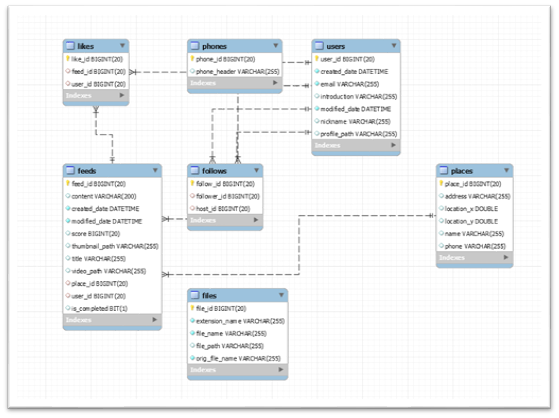 likes
like_id BIGINT(20)
feed_id BIGINT(20)
user_id BIGINT(20)
Indexes
phones
phone_id BIGINT(20)
phone_header VARCHAR(255)
Indexes
users
user_id BIGINT(20)
created_date DATETIME
email VARCHAR(255)
introduction VARCHAR(255)
modified_date DATETIME
nickname VARCHAR(255)
profile_path VARCHAR(255)
Indexes
feeds
feed_id BIGINT(20)
content VARCHAR(200)
created_date DATETIME
modified_date DATETIME
score BIGINT(20)
thumbnail_path VARCHAR(255)
title VARCHAR(255)
video_path VARCHAR(255)
place_id BIGINT(20)
user_id BIGINT(20)
is_completed BIT(1)
Indexes
follows
follow_id BIGINT(20)
follower_id BIGINT(20)
host_id BIGINT(20)
Indexes
places
place_id BIGINT(20)
address VARCHAR(255)
location_x DOUBLE
location_y DOUBLE
name VARCHAR(255)
phone VARCHAR(255)
Indexes
files
file_id BIGINT(20)
extension_name VARCHAR(255)
file_name VARCHAR(255)
file_path VARCHAR(255)
orig_file_name VARCHAR(255)
Indexes